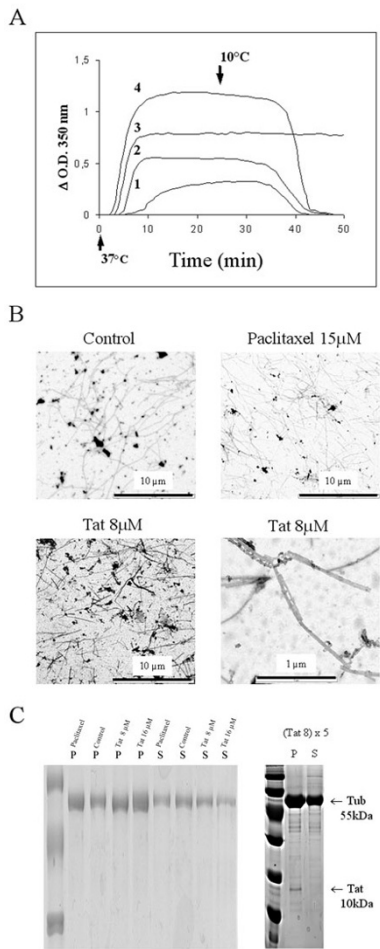 A
Δ O.D. 350 nm
1,5
1
0,5
0
4
3
2
1
10°C
0 10 20 30 40 50
37°C
Time (min)
B
Control
Paclitaxel 15µM
10 µm
10 µm
Tat 8µM
Tat 8µM
10 µm
1 µm
C
Paclitaxel Control Tat 8 µM Tat 16 µM Paclitaxel Control Tat 8 µM Tat 16 µM
P P P P S S S S
(Tat 8) x 5
P S
← Tub
55kDa
← Tat
10kDa